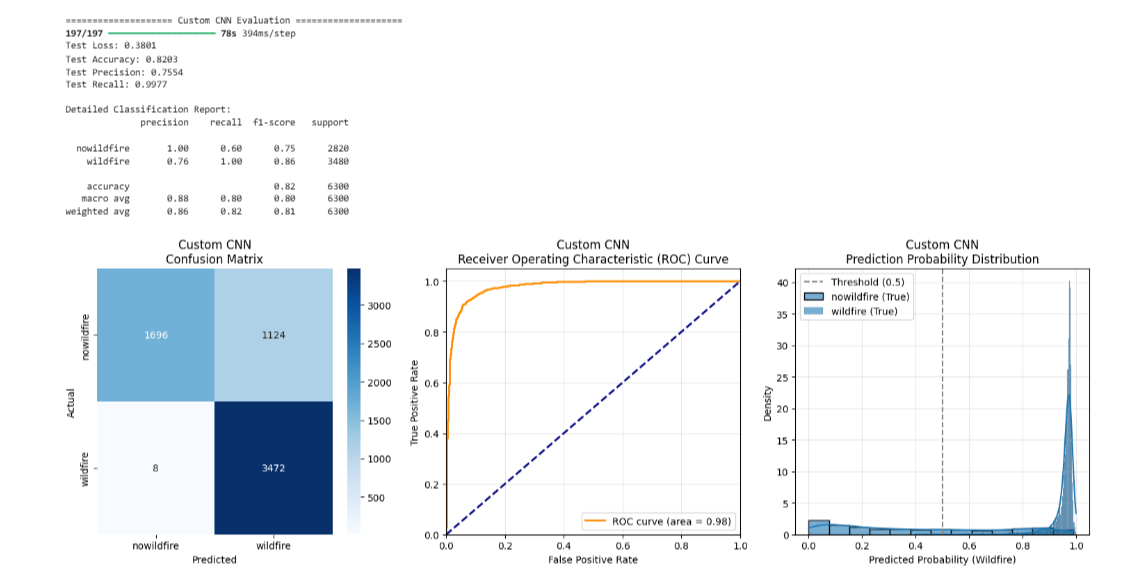 ==================== Custom CNN Evaluation ====================
197/197 ━━━━━━━━━━━━━━━━━━━━ 78s 394ms/step
Test Loss: 0.3801
Test Accuracy: 0.8203
Test Precision: 0.7554
Test Recall: 0.9977
Detailed Classification Report:
precision recall f1-score support
nowildfire 1.00 0.60 0.75 2820
wildfire 0.76 1.00 0.86 3480
accuracy 0.82 6300
macro avg 0.88 0.80 0.80 6300
weighted avg 0.86 0.82 0.81 6300
Custom CNN
Confusion Matrix
nowildfire
wildfire
Actual
1696 1124
8 3472
nowildfire wildfire
Predicted
3000
2500
2000
1500
1000
500
Custom CNN
Receiver Operating Characteristic (ROC) Curve
True Positive Rate
1.0
0.8
0.6
0.4
0.2
0.0
ROC curve (area = 0.98)
0.0 0.2 0.4 0.6 0.8 1.0
False Positive Rate
Custom CNN
Prediction Probability Distribution
Density
40
35
30
25
20
15
10
5
0
Threshold (0.5)
nowildfire (True)
wildfire (True)
0.0 0.2 0.4 0.6 0.8 1.0
Predicted Probability (Wildfire)